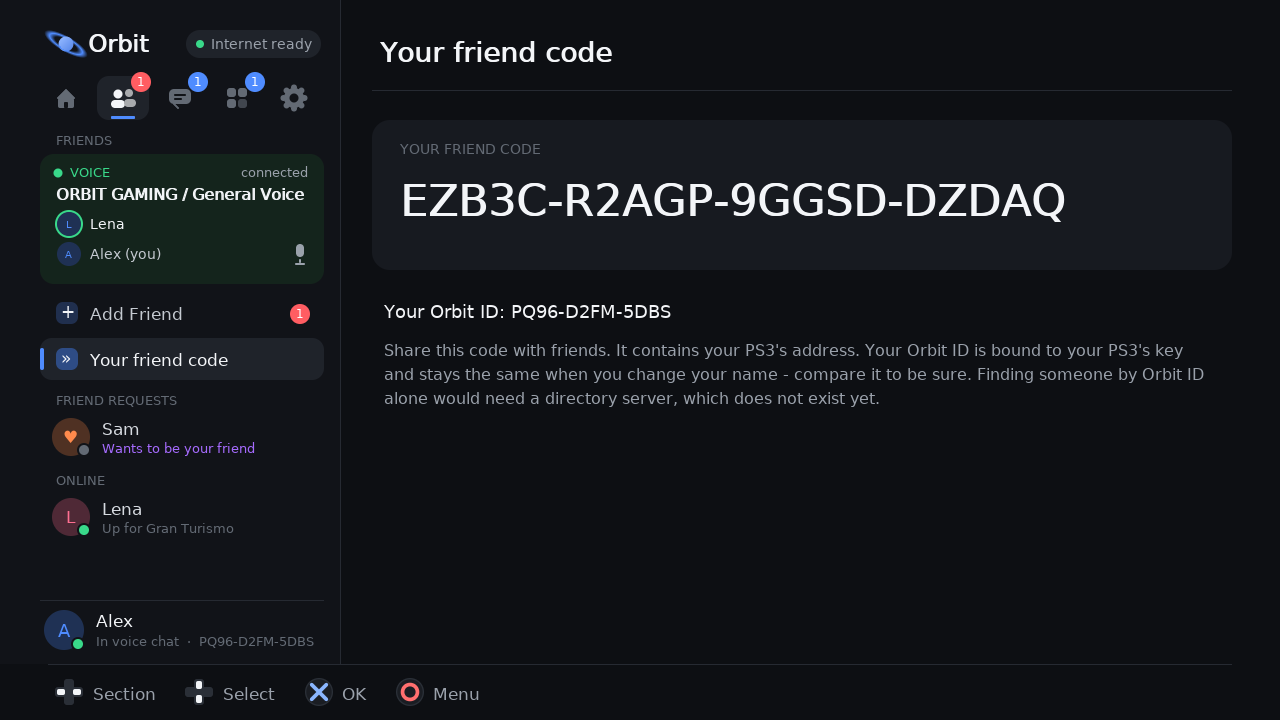 Orbit
Internet ready
1
1
1
FRIENDS
VOICE
connected
ORBIT GAMING / General Voice
L
Lena
A
Alex (you)
+
Add Friend
1
»
Your friend code
FRIEND REQUESTS
Sam
Wants to be your friend
ONLINE
L
Lena
Up for Gran Turismo
A
Alex
In voice chat · PQ96-D2FM-5DBS
Your friend code
YOUR FRIEND CODE
EZB3C-R2AGP-9GGSD-DZDAQ
Your Orbit ID: PQ96-D2FM-5DBS
Share this code with friends. It contains your PS3's address. Your Orbit ID is bound to your PS3's key
and stays the same when you change your name - compare it to be sure. Finding someone by Orbit ID
alone would need a directory server, which does not exist yet.
Section
Select
OK
Menu